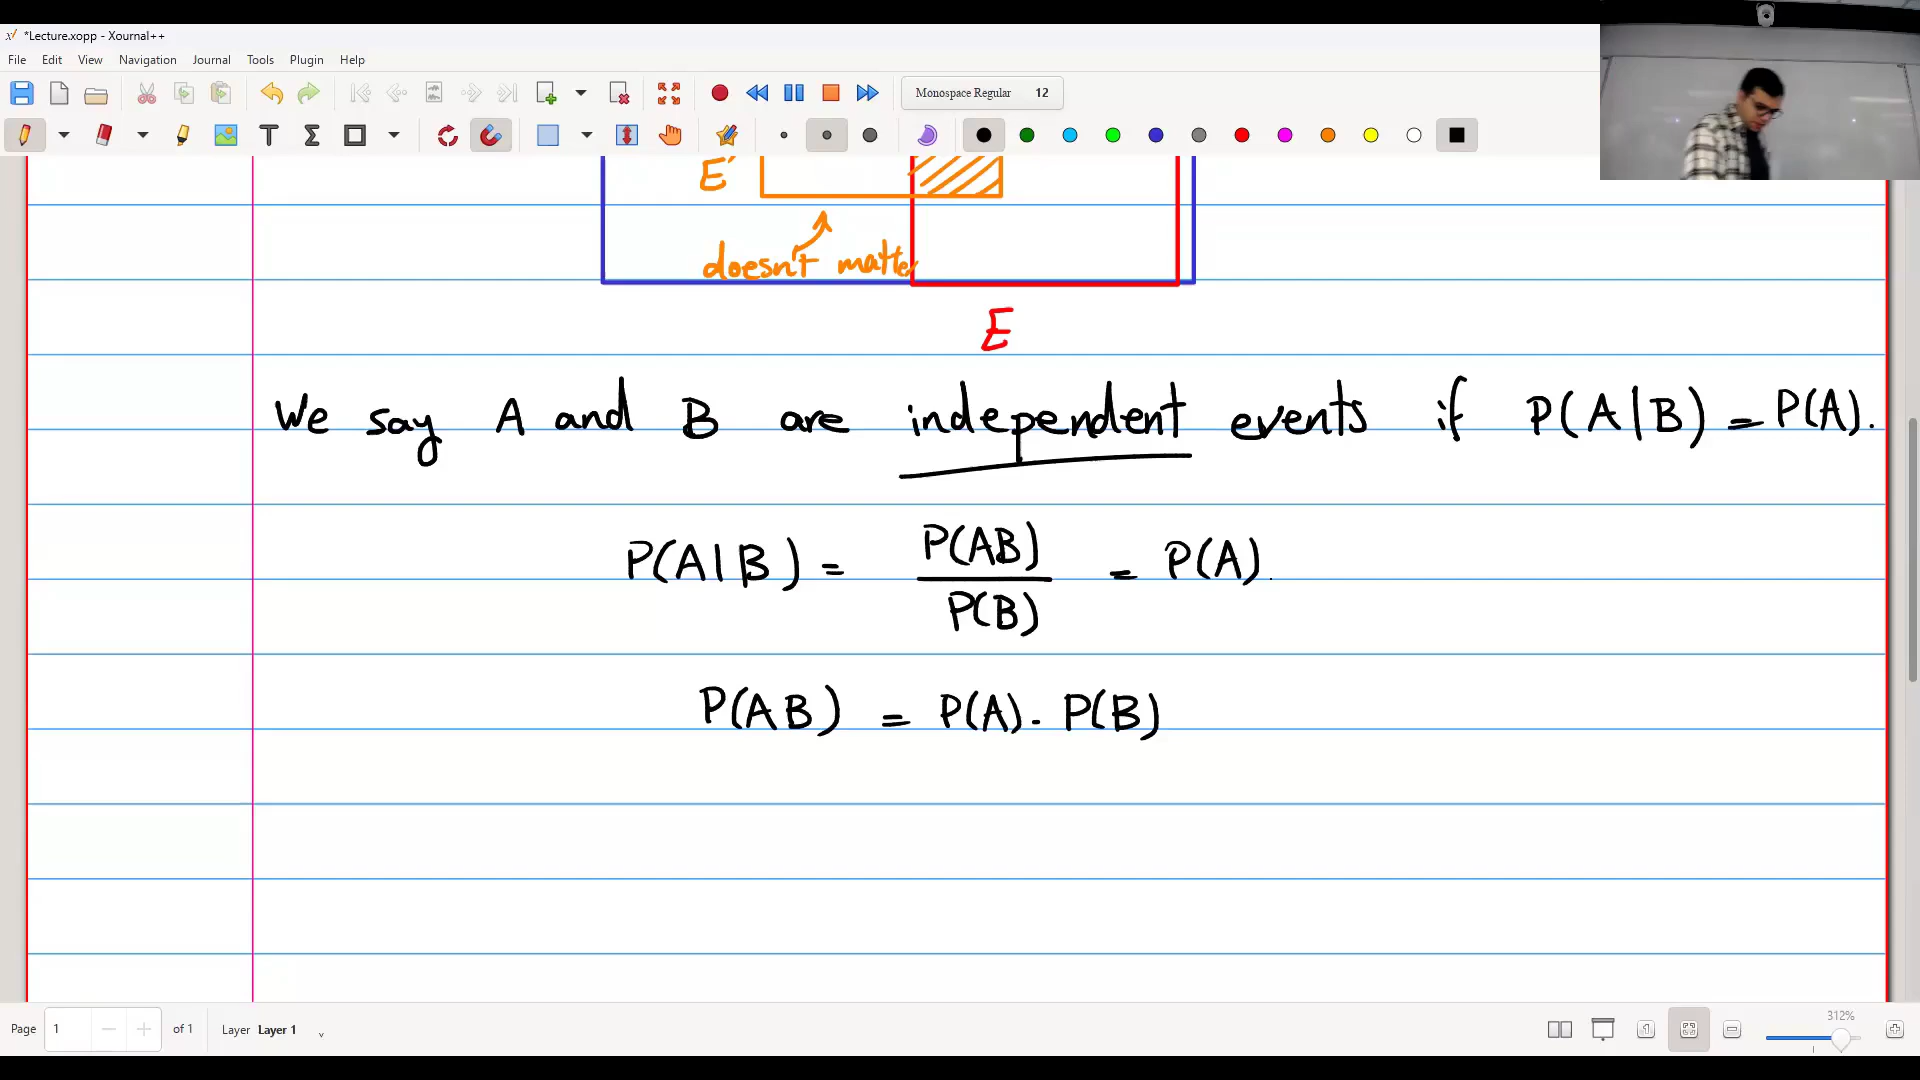 *Lecture.xopp - Xournal++
File Edit View Navigation Journal Tools Plugin Help
Monospace Regular 12
E′
doesn't matter
E
We say A and B are independent events if P(A|B) = P(A).
P(A|B) = P(AB) / P(B) = P(A).
P(AB) = P(A) . P(B)
Page 1 of 1 Layer Layer 1 312%